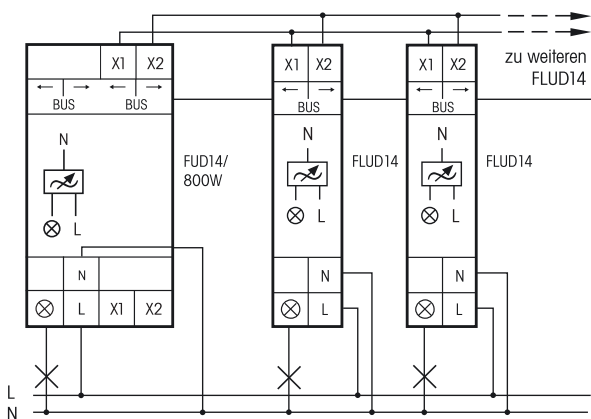 X1 X2 X1 X2 X1 X2
zu weiteren
FLUD14
BUS BUS BUS BUS
N N N
FUD14/
800W
FLUD14 FLUD14
L L L
N N N
L X1 X2 L L
L
N